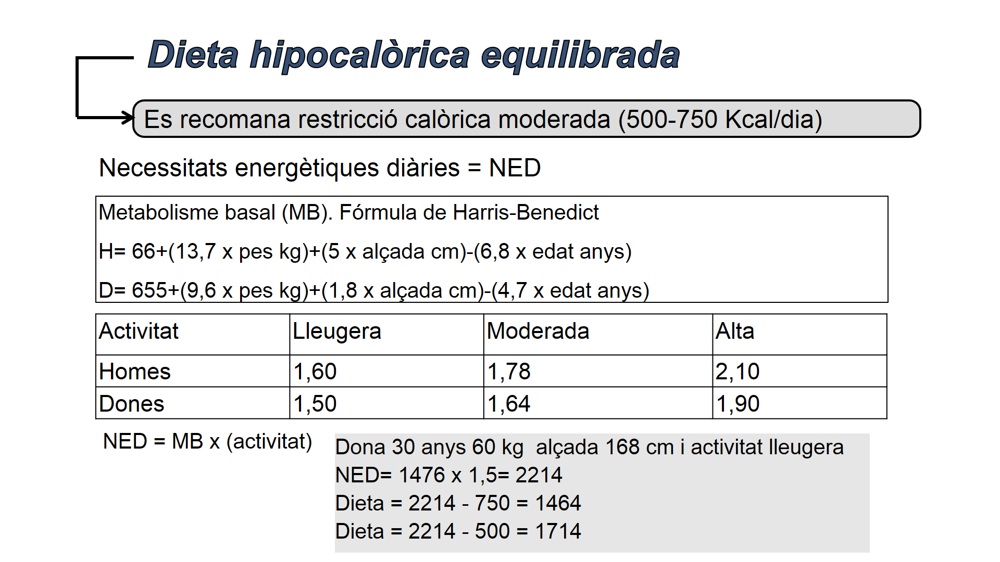 Dieta hipocalòrica equilibrada
Es recomana restricció calòrica moderada (500-750 Kcal/dia)
Necessitats energètiques diàries = NED
Metabolisme basal (MB). Fórmula de Harris-Benedict
H= 66+(13,7 x pes kg)+(5 x alçada cm)-(6,8 x edat anys)
D= 655+(9,6 x pes kg)+(1,8 x alçada cm)-(4,7 x edat anys)
Activitat Lleugera Moderada Alta
Homes 1,60 1,78 2,10
Dones 1,50 1,64 1,90
NED = MB x (activitat)
Dona 30 anys 60 kg  alçada 168 cm i activitat lleugera
NED= 1476 x 1,5= 2214
Dieta = 2214 - 750 = 1464
Dieta = 2214 - 500 = 1714